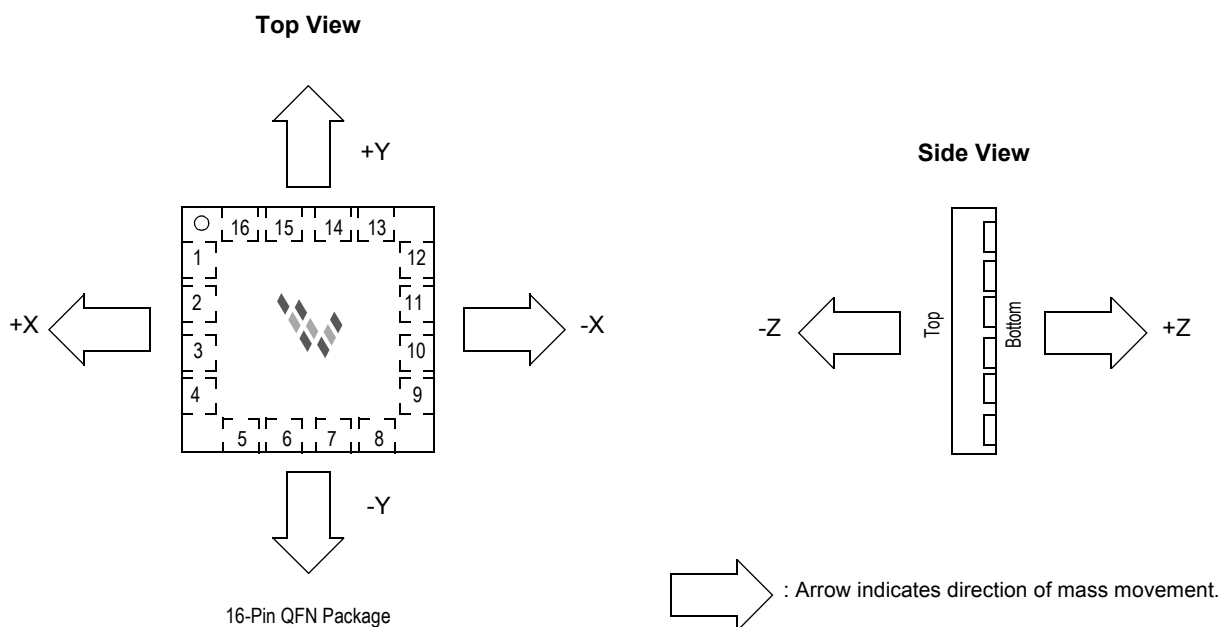 Top View
+Y
Side View
16 15 14 13
1
12
2
11
+X
-X
3
10
4
9
5 6 7 8
-Z
Top
Bottom
+Z
-Y
: Arrow indicates direction of mass movement.
16-Pin QFN Package